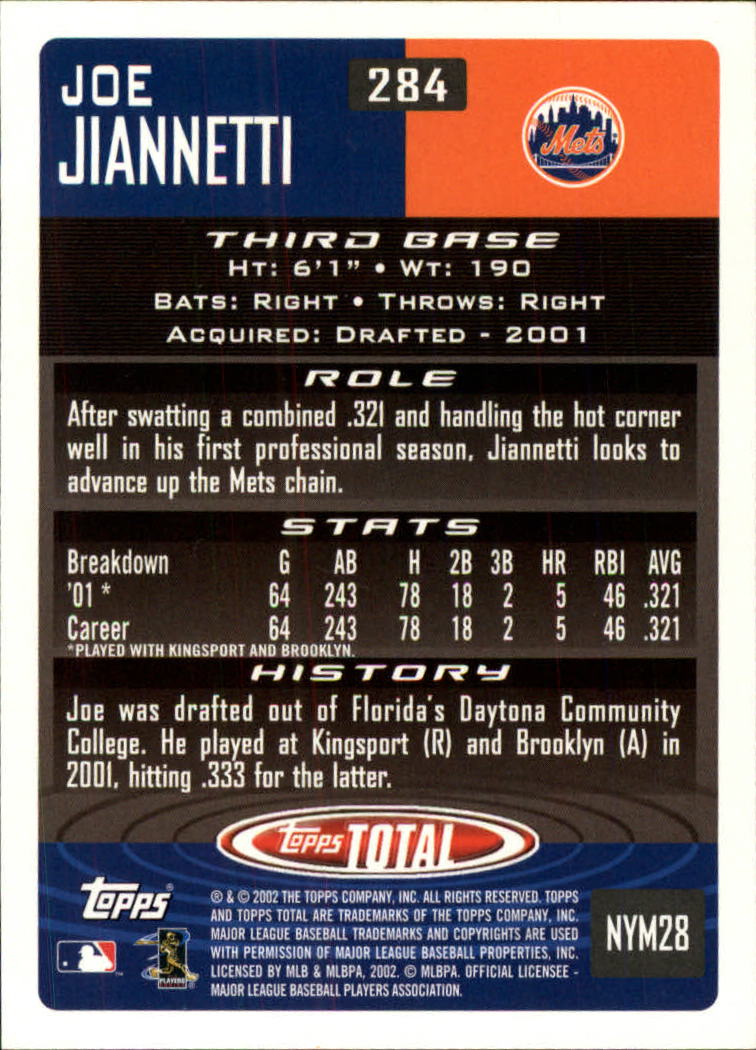 JOE
JIANNETTI
284
Mets
THIRD BASE
HT: 6'1" • WT: 190
BATS: RIGHT • THROWS: RIGHT
ACQUIRED: DRAFTED - 2001
ROLE
After swatting a combined .321 and handling the hot corner
well in his first professional season, Jiannetti looks to
advance up the Mets chain.
STATS
Breakdown G AB H 2B 3B HR RBI AVG
'01 * 64 243 78 18 2 5 46 .321
Career 64 243 78 18 2 5 46 .321
*PLAYED WITH KINGSPORT AND BROOKLYN.
HISTORY
Joe was drafted out of Florida's Daytona Community
College. He played at Kingsport (R) and Brooklyn (A) in
2001, hitting .333 for the latter.
Topps TOTAL
Topps®
® & © 2002 THE TOPPS COMPANY, INC. ALL RIGHTS RESERVED. TOPPS
AND TOPPS TOTAL ARE TRADEMARKS OF THE TOPPS COMPANY, INC.
MAJOR LEAGUE BASEBALL TRADEMARKS AND COPYRIGHTS ARE USED
WITH PERMISSION OF MAJOR LEAGUE BASEBALL PROPERTIES, INC.
LICENSED BY MLB & MLBPA, 2002. © MLBPA. OFFICIAL LICENSEE -
MAJOR LEAGUE BASEBALL PLAYERS ASSOCIATION.
PLAYERS
NYM28